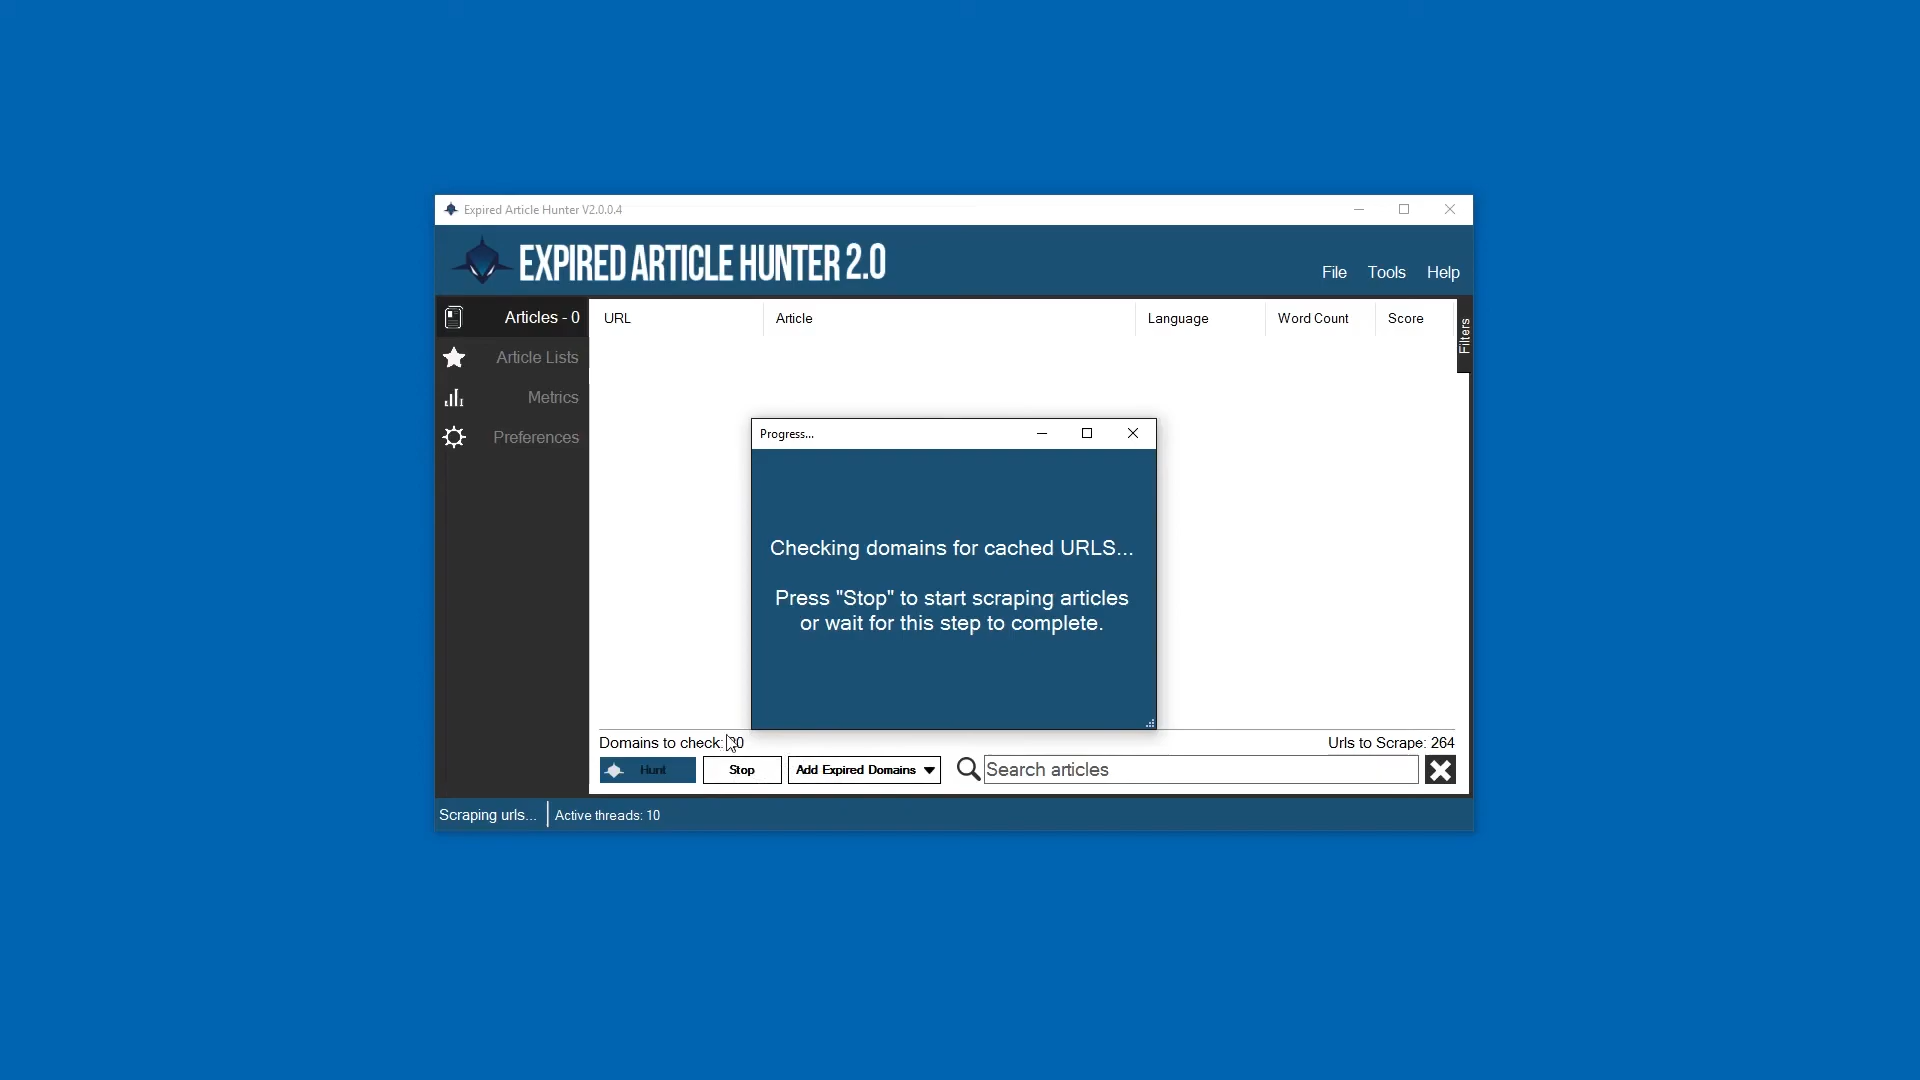 Expired Article Hunter V2.0.0.4
EXPIRED ARTICLE HUNTER 2.0
File Tools Help
Articles - 0
Article Lists
Metrics
Preferences
URL Article Language Word Count Score
Filters
Progress...
Checking domains for cached URLS...
Press "Stop" to start scraping articles
or wait for this step to complete.
Domains to check:
Urls to Scrape: 264
Hunt Stop Add Expired Domains Search articles
Scraping urls... Active threads: 10